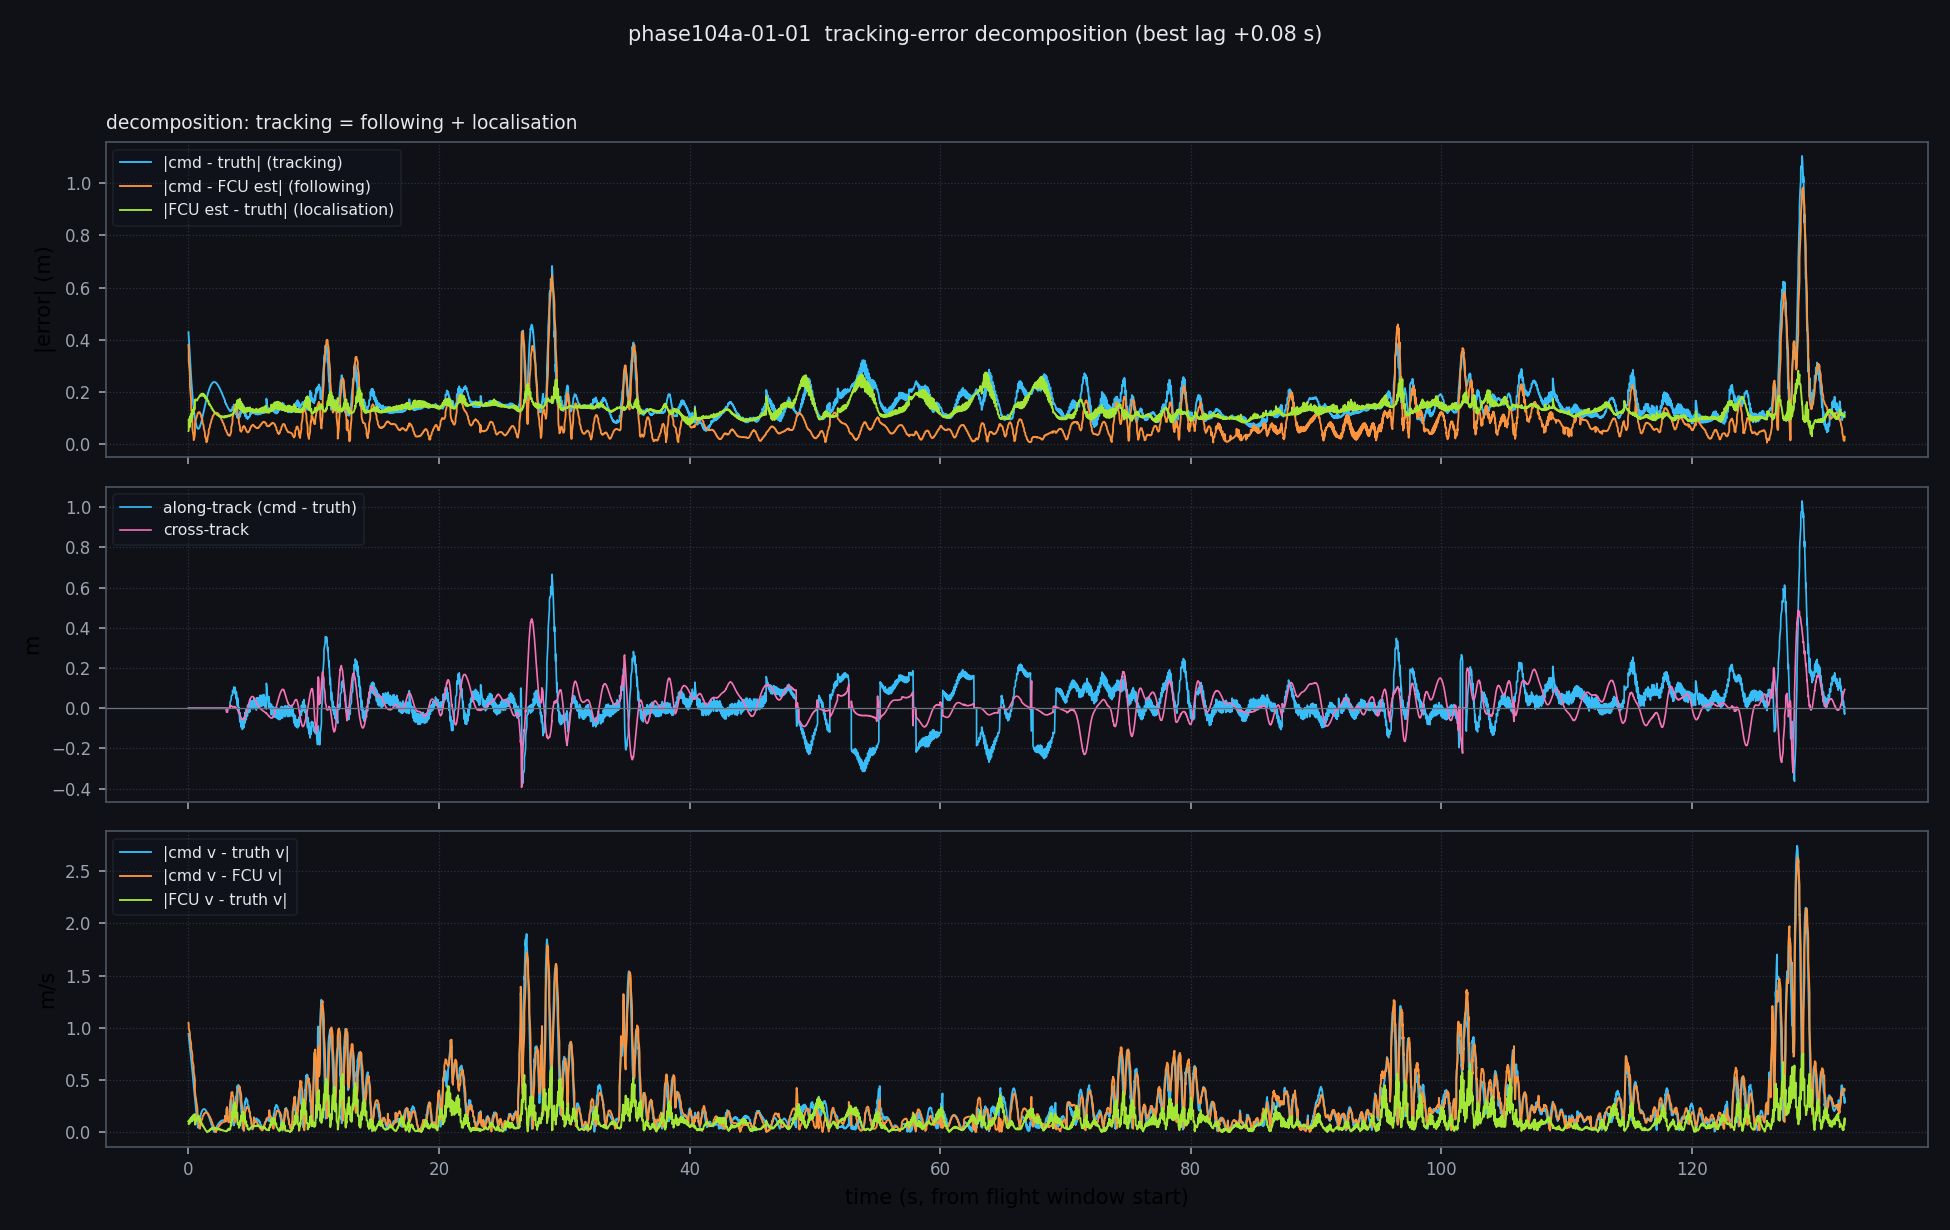 phase104a-01-01  tracking-error decomposition (best lag +0.08 s)
decomposition: tracking = following + localisation
|cmd - truth| (tracking)
|cmd - FCU est| (following)
|FCU est - truth| (localisation)
|error| (m)
1.0
0.8
0.6
0.4
0.2
0.0
along-track (cmd - truth)
cross-track
m
1.0
0.8
0.6
0.4
0.2
0.0
−0.2
−0.4
|cmd v - truth v|
|cmd v - FCU v|
|FCU v - truth v|
m/s
2.5
2.0
1.5
1.0
0.5
0.0
0 20 40 60 80 100 120
time (s, from flight window start)